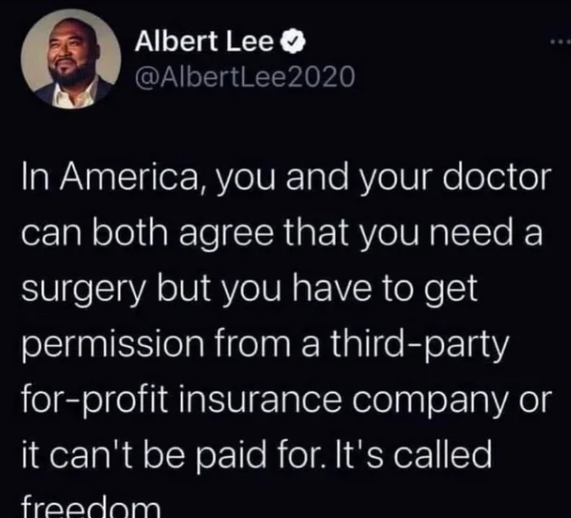 Albert Lee
@AlbertLee2020
In America, you and your doctor
can both agree that you need a
surgery but you have to get
permission from a third-party
for-profit insurance company or
it can't be paid for. It's called
freedom